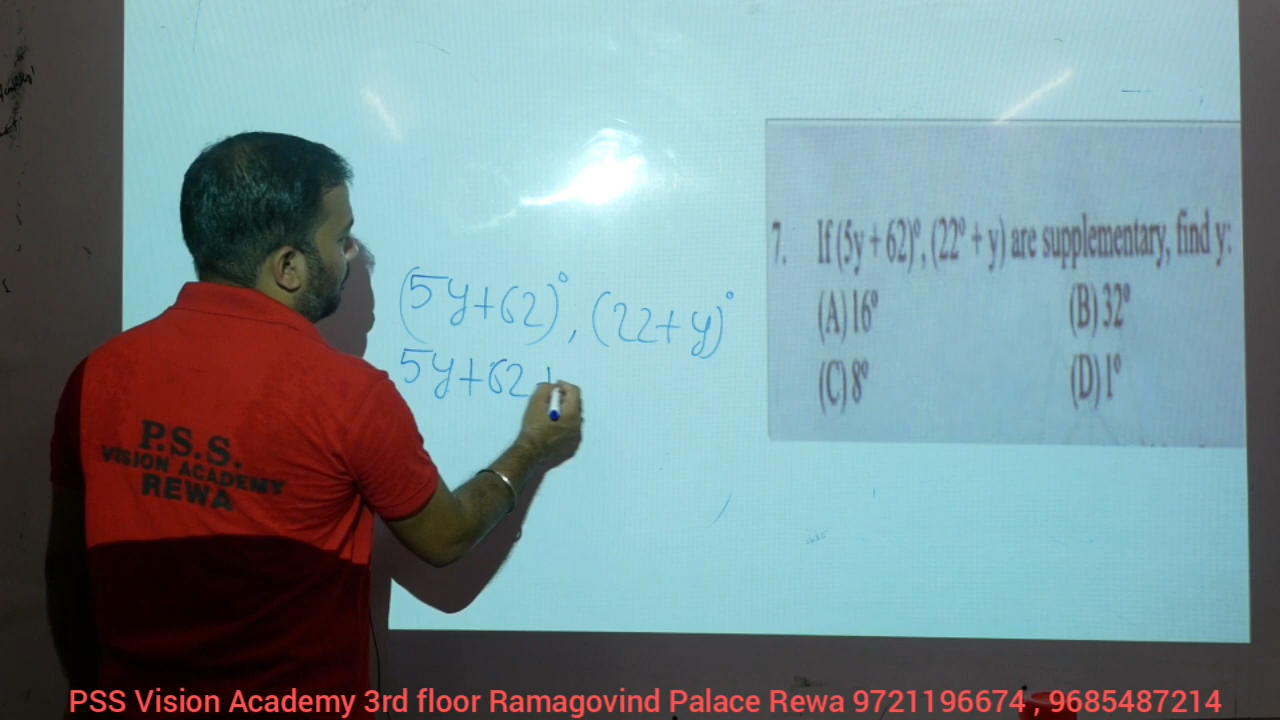 7. If (5y + 62)°, (22° + y) are supplementary, find y:
(A) 16° (B) 32°
(C) 8° (D) 1°
(5y+62)°, (22+y)°
5y+62+
P.S.S.
VISION ACADEMY
REWA
PSS Vision Academy 3rd floor Ramagovind Palace Rewa 9721196674 , 9685487214